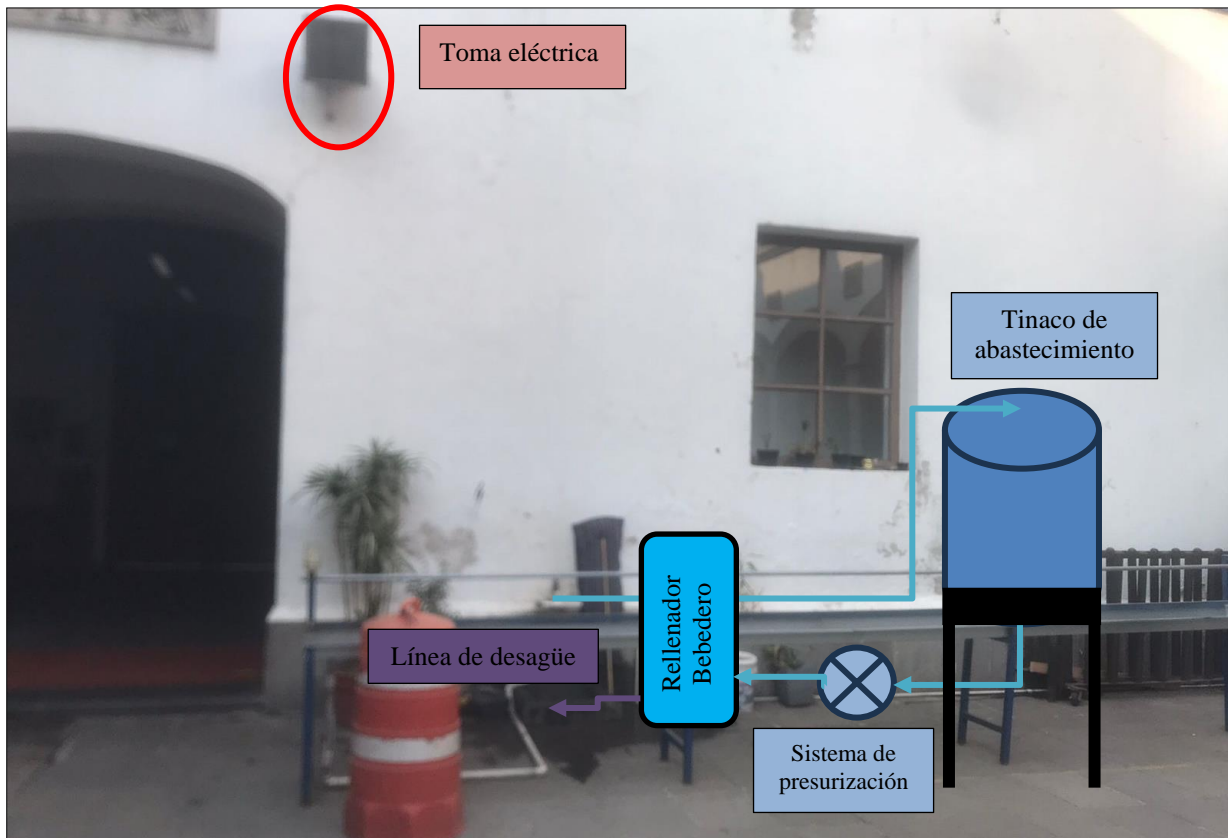 Toma eléctrica
Tinaco de
abastecimiento
Línea de desagüe
Rellenador
Bebedero
Sistema de
presurización